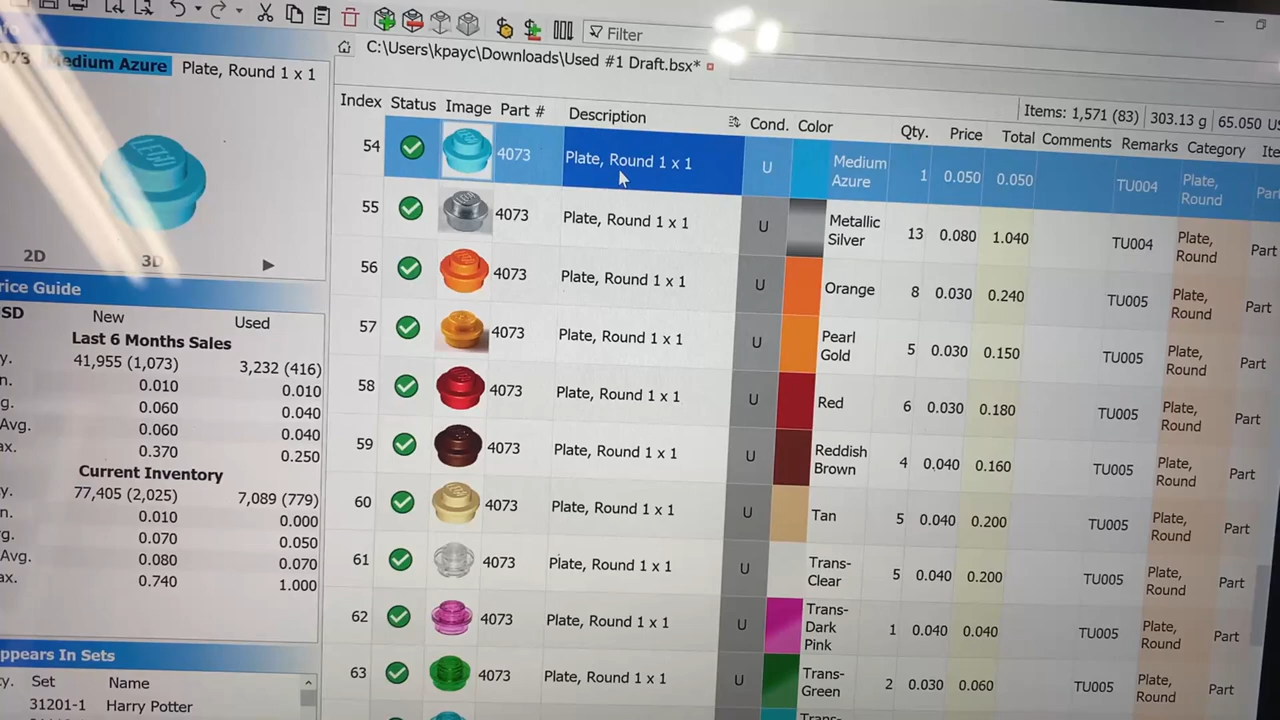 Filter
C:\Users\kpayc\Downloads\Used #1 Draft.bsx*
073 Medium Azure Plate, Round 1 x 1
2D 3D
rice Guide
SD New Used
Last 6 Months Sales
y. 41,955 (1,073) 3,232 (416)
n. 0.010 0.010
g. 0.060 0.040
Avg. 0.060 0.040
ax. 0.370 0.250
Current Inventory
y. 77,405 (2,025) 7,089 (779)
n. 0.010 0.000
g. 0.070 0.050
Avg. 0.080 0.070
ax. 0.740 1.000
ppears In Sets
y. Set Name
31201-1 Harry Potter
Items: 1,571 (83) 303.13 g 65.050 US
Index Status Image Part # Description Cond. Color Qty. Price Total Comments Remarks Category Ite
54 4073 Plate, Round 1 x 1 U Medium Azure 1 0.050 0.050 TU004 Plate, Round Part
55 4073 Plate, Round 1 x 1 U Metallic Silver 13 0.080 1.040 TU004 Plate, Round Part
56 4073 Plate, Round 1 x 1 U Orange 8 0.030 0.240 TU005 Plate, Round Part
57 4073 Plate, Round 1 x 1 U Pearl Gold 5 0.030 0.150 TU005 Plate, Round Part
58 4073 Plate, Round 1 x 1 U Red 6 0.030 0.180 TU005 Plate, Round Part
59 4073 Plate, Round 1 x 1 U Reddish Brown 4 0.040 0.160 TU005 Plate, Round Part
60 4073 Plate, Round 1 x 1 U Tan 5 0.040 0.200 TU005 Plate, Round Part
61 4073 Plate, Round 1 x 1 U Trans-Clear 5 0.040 0.200 TU005 Plate, Round Part
62 4073 Plate, Round 1 x 1 U Trans-Dark Pink 1 0.040 0.040 TU005 Plate, Round Part
63 4073 Plate, Round 1 x 1 U Trans-Green 2 0.030 0.060 TU005 Plate, Round Part
Trans-